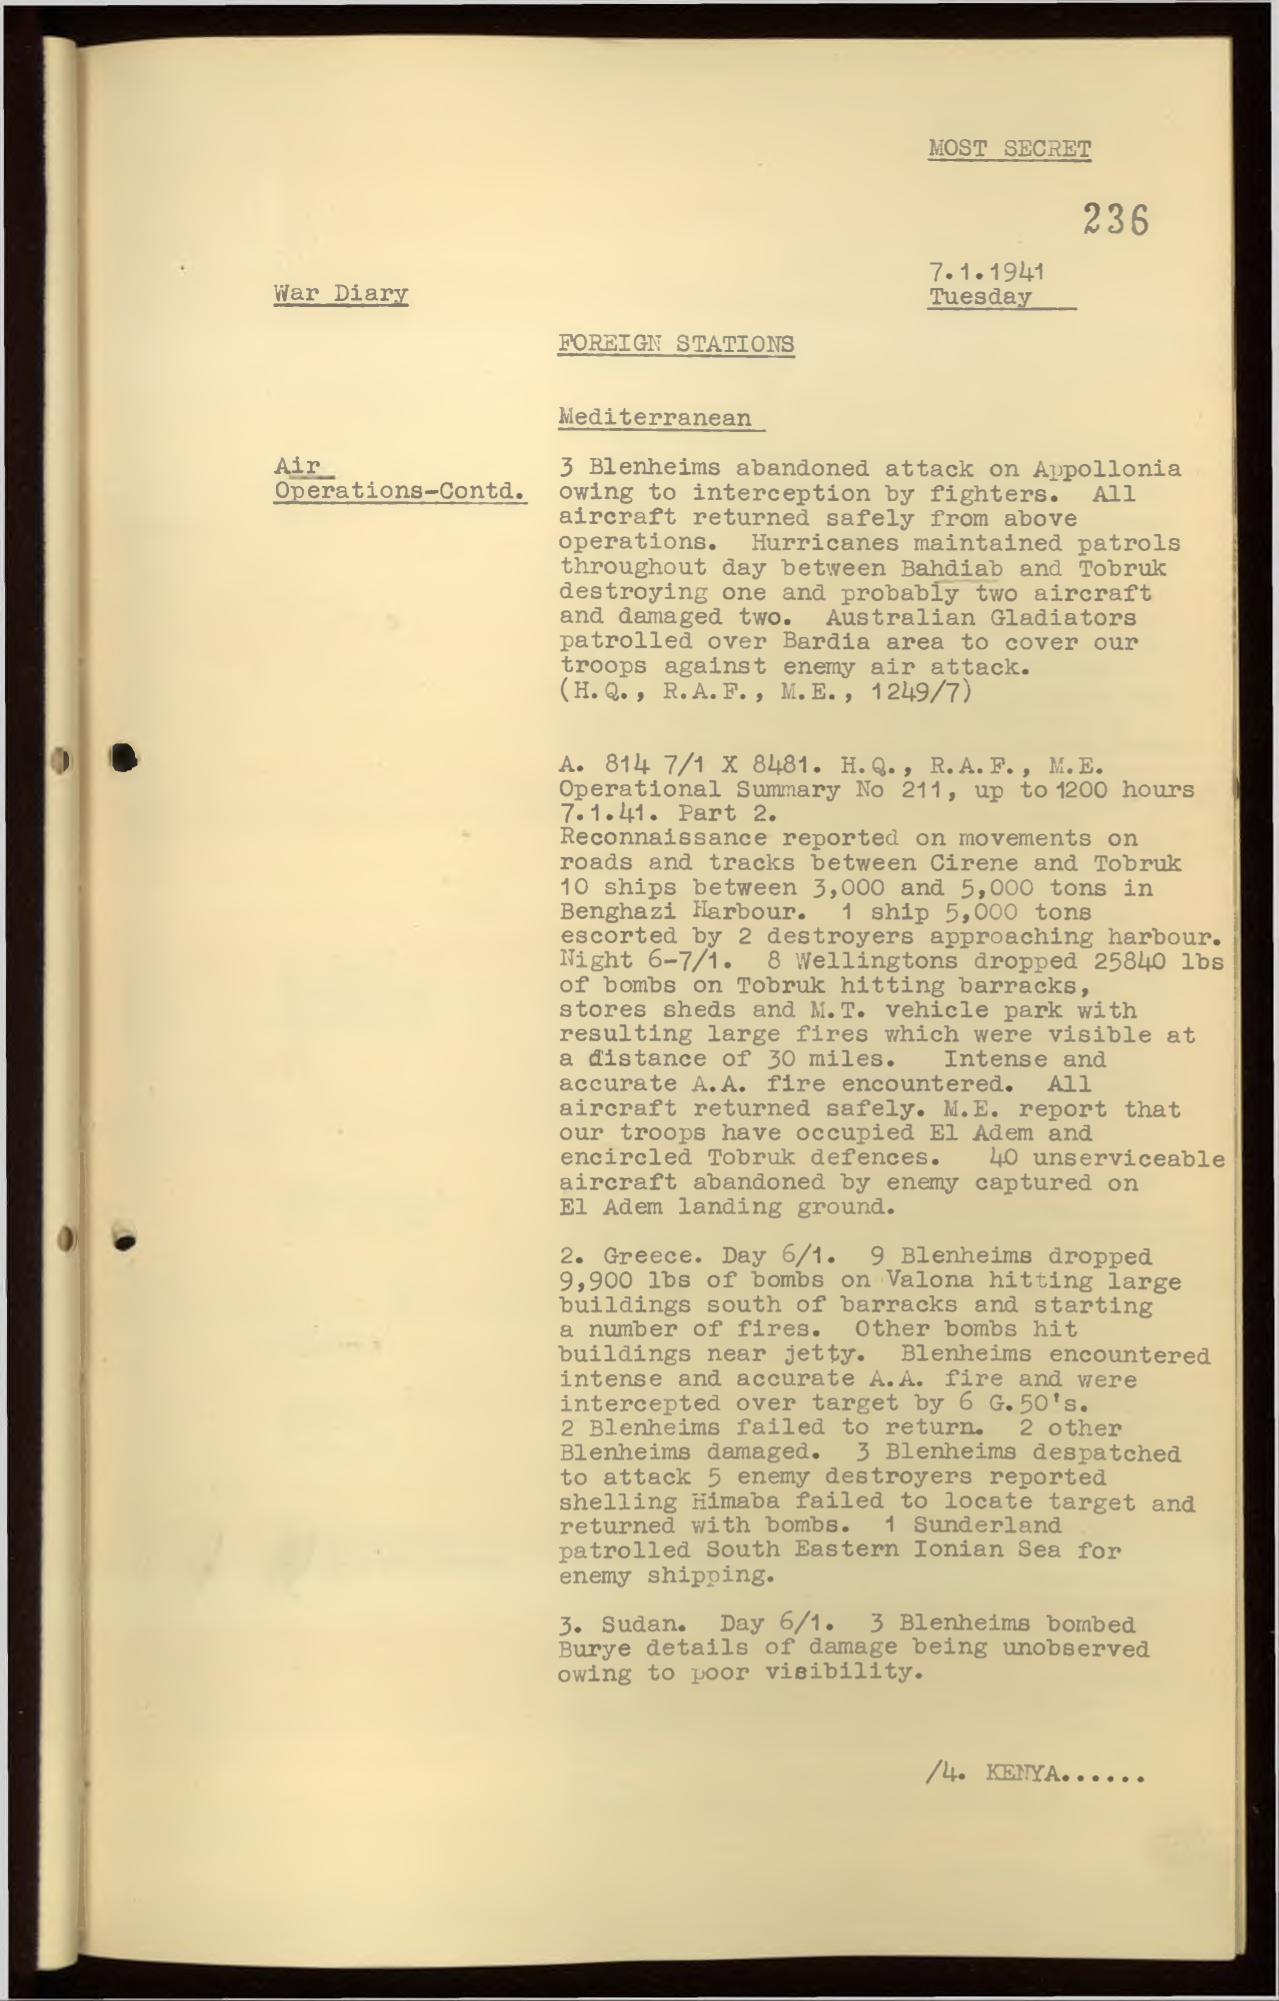 MOST SECRET
236
7.1.1941
Tuesday
War Diary
FOREIGN STATIONS
Mediterranean
Air
Operations-Contd.
3 Blenheims abandoned attack on Appollonia
owing to interception by fighters. All
aircraft returned safely from above
operations. Hurricanes maintained patrols
throughout day between Bahdiab and Tobruk
destroying one and probably two aircraft
and damaged two. Australian Gladiators
patrolled over Bardia area to cover our
troops against enemy air attack.
(H.Q., R.A.F., M.E., 1249/7)
A. 814 7/1 X 8481. H.Q., R.A.F., M.E.
Operational Summary No 211, up to 1200 hours
7.1.41. Part 2.
Reconnaissance reported on movements on
roads and tracks between Cirene and Tobruk
10 ships between 3,000 and 5,000 tons in
Benghazi Harbour. 1 ship 5,000 tons
escorted by 2 destroyers approaching harbour.
Night 6-7/1. 8 Wellingtons dropped 25840 lbs
of bombs on Tobruk hitting barracks,
stores sheds and M.T. vehicle park with
resulting large fires which were visible at
a distance of 30 miles. Intense and
accurate A.A. fire encountered. All
aircraft returned safely. M.E. report that
our troops have occupied El Adem and
encircled Tobruk defences. 40 unserviceable
aircraft abandoned by enemy captured on
El Adem landing ground.
2. Greece. Day 6/1. 9 Blenheims dropped
9,900 lbs of bombs on Valona hitting large
buildings south of barracks and starting
a number of fires. Other bombs hit
buildings near jetty. Blenheims encountered
intense and accurate A.A. fire and were
intercepted over target by 6 G.50's.
2 Blenheims failed to return. 2 other
Blenheims damaged. 3 Blenheims despatched
to attack 5 enemy destroyers reported
shelling Himaba failed to locate target and
returned with bombs. 1 Sunderland
patrolled South Eastern Ionian Sea for
enemy shipping.
3. Sudan. Day 6/1. 3 Blenheims bombed
Burye details of damage being unobserved
owing to poor visibility.
/4. KENYA......